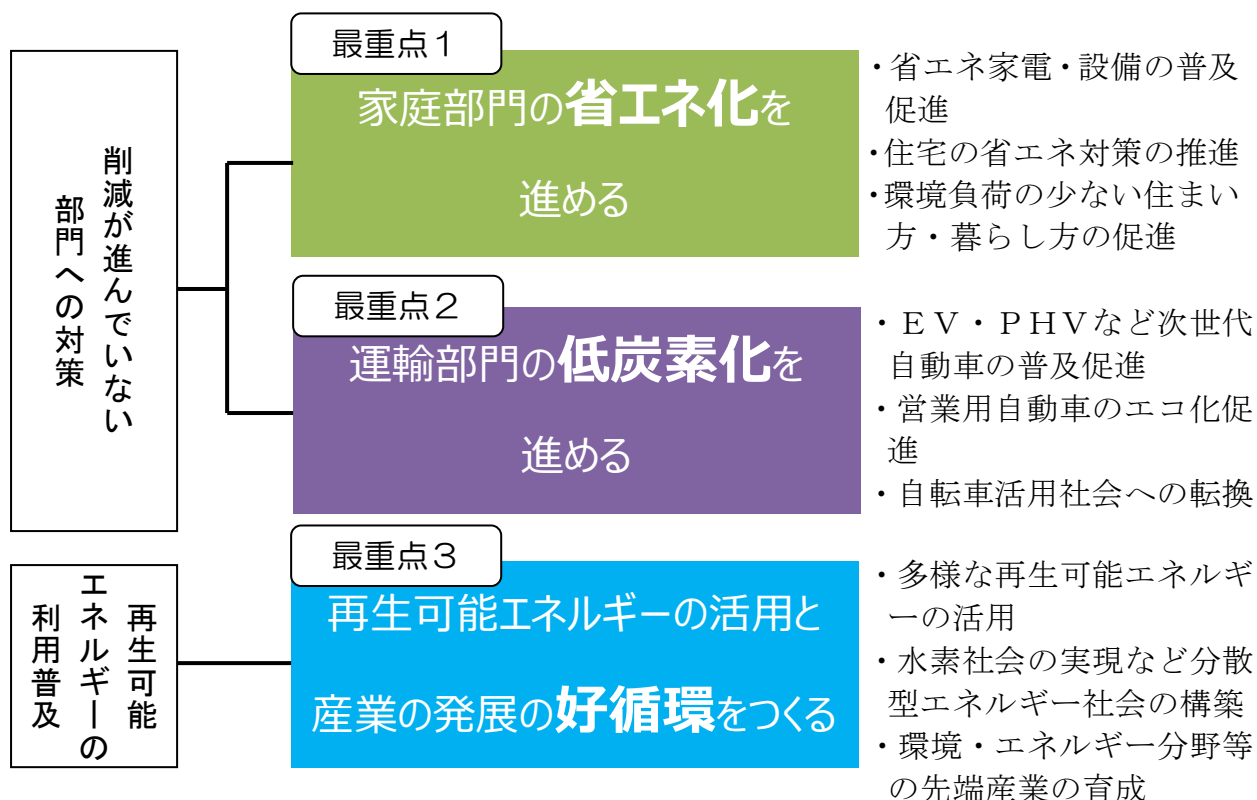 削減が進んでいない
部門への対策
最重点１
家庭部門の省エネ化を
進める
・省エネ家電・設備の普及
促進
・住宅の省エネ対策の推進
・環境負荷の少ない住まい
方・暮らし方の促進
最重点２
運輸部門の低炭素化を
進める
・ＥＶ・ＰＨＶなど次世代
自動車の普及促進
・営業用自動車のエコ化促
進
・自転車活用社会への転換
再生可能
エネルギーの
利用普及
最重点３
再生可能エネルギーの活用と
産業の発展の好循環をつくる
・多様な再生可能エネルギ
ーの活用
・水素社会の実現など分散
型エネルギー社会の構築
・環境・エネルギー分野等
の先端産業の育成